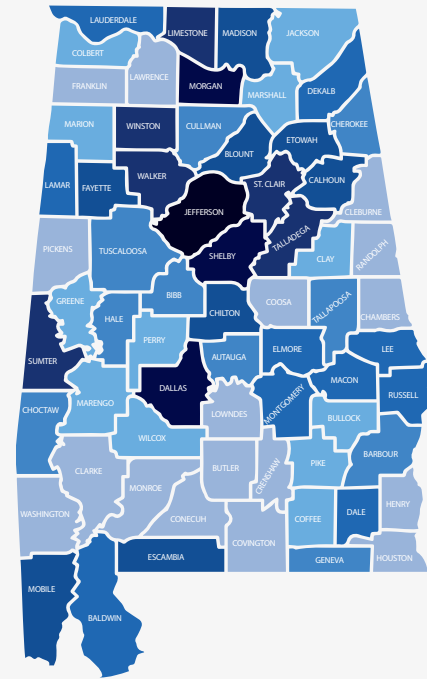 LAUDERDALE
LIMESTONE
MADISON
JACKSON
COLBERT
FRANKLIN
LAWRENCE
MORGAN
MARSHALL
DEKALB
MARION
WINSTON
CULLMAN
CHEROKEE
ETOWAH
BLOUNT
LAMAR
FAYETTE
WALKER
ST. CLAIR
CALHOUN
JEFFERSON
CLEBURNE
PICKENS
TUSCALOOSA
SHELBY
TALLADEGA
CLAY
RANDOLPH
GREENE
HALE
BIBB
CHILTON
COOSA
TALLAPOOSA
CHAMBERS
PERRY
SUMTER
AUTAUGA
ELMORE
LEE
DALLAS
MACON
RUSSELL
CHOCTAW
MARENGO
LOWNDES
MONTGOMERY
BULLOCK
WILCOX
BARBOUR
CLARKE
BUTLER
CRENSHAW
PIKE
MONROE
HENRY
WASHINGTON
CONECUH
COFFEE
DALE
COVINGTON
ESCAMBIA
GENEVA
HOUSTON
MOBILE
BALDWIN